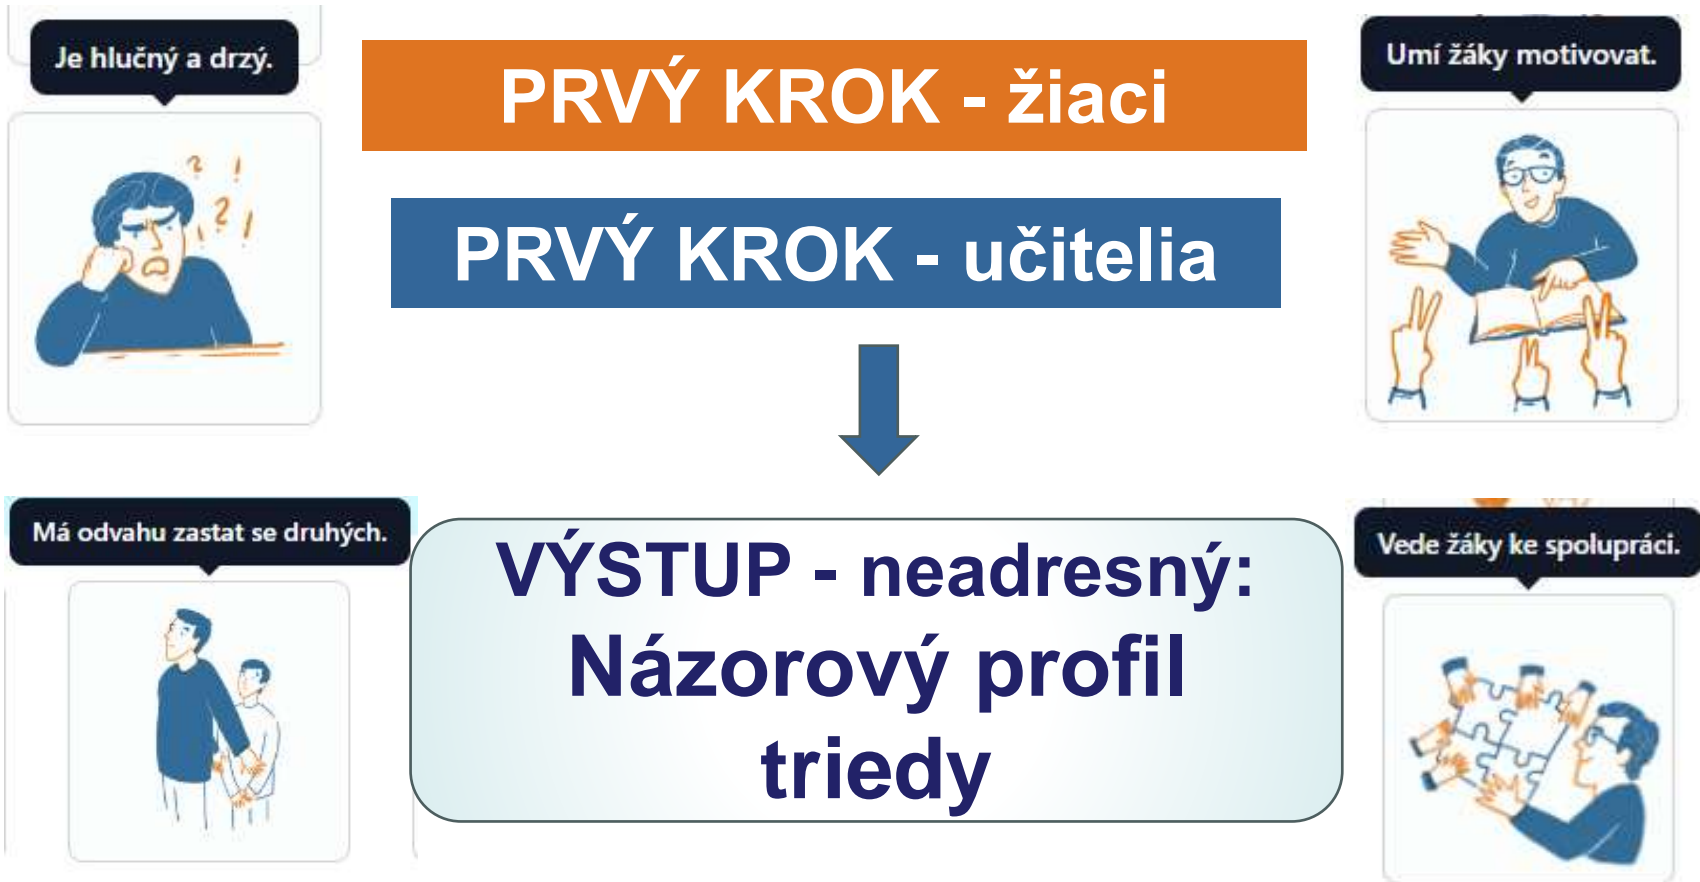 Je hlučný a drzý.
PRVÝ KROK - žiaci
Umí žáky motivovat.
PRVÝ KROK - učitelia
? !
? !
!
Má odvahu zastat se druhých.
VÝSTUP - neadresný:
Názorový profil
triedy
Vede žáky ke spolupráci.